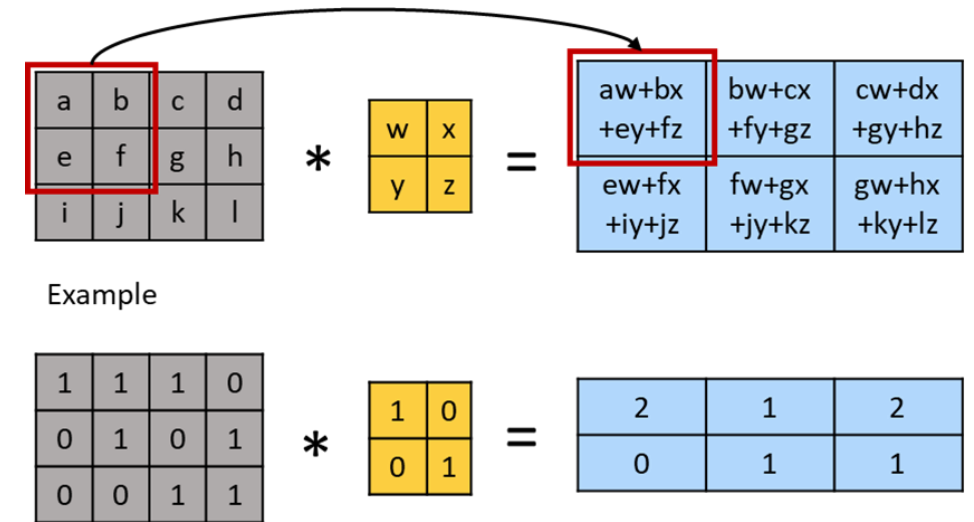 a b c d
e f g h
i j k l
*
w x
y z
=
aw+bx
+ey+fz
bw+cx
+fy+gz
cw+dx
+gy+hz
ew+fx
+iy+jz
fw+gx
+jy+kz
gw+hx
+ky+lz
Example
1 1 1 0
0 1 0 1
0 0 1 1
*
1 0
0 1
=
2 1 2
0 1 1